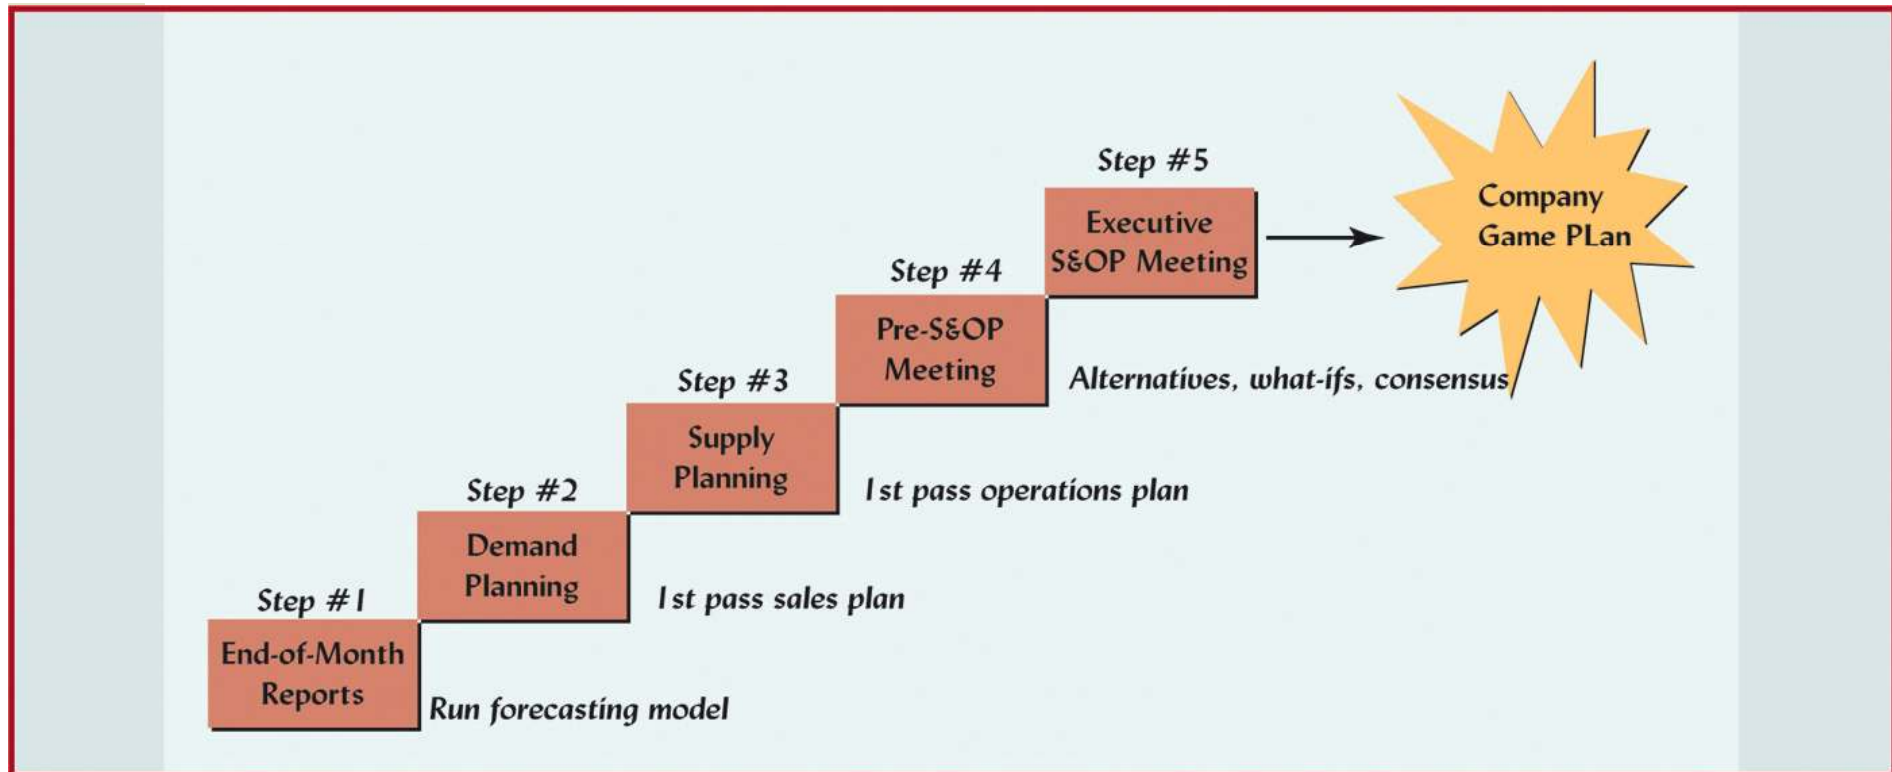 Step #1
End-of-Month
Reports
Run forecasting model
Step #2
Demand
Planning
1st pass sales plan
Step #3
Supply
Planning
1st pass operations plan
Step #4
Pre-S&OP
Meeting
Alternatives, what-ifs, consensus
Step #5
Executive
S&OP Meeting
Company
Game PLan